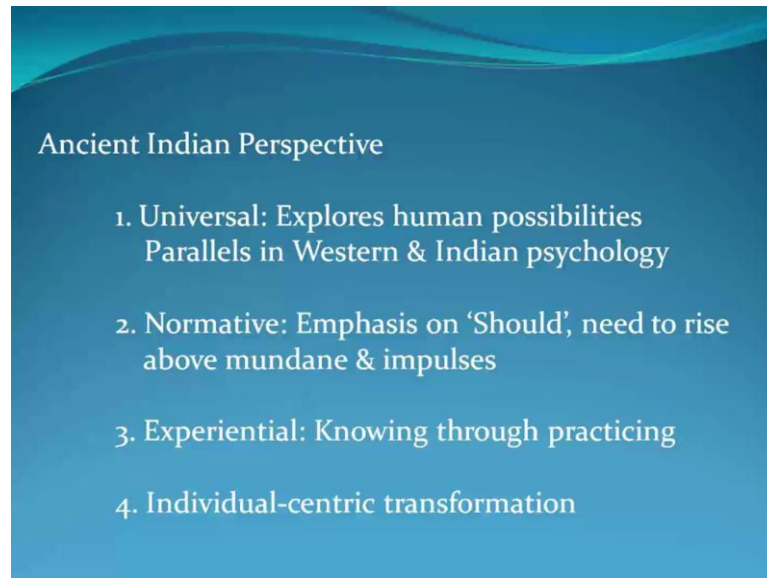 Ancient Indian Perspective
1. Universal: Explores human possibilities
Parallels in Western & Indian psychology
2. Normative: Emphasis on ‘Should’, need to rise
above mundane & impulses
3. Experiential: Knowing through practicing
4. Individual-centric transformation